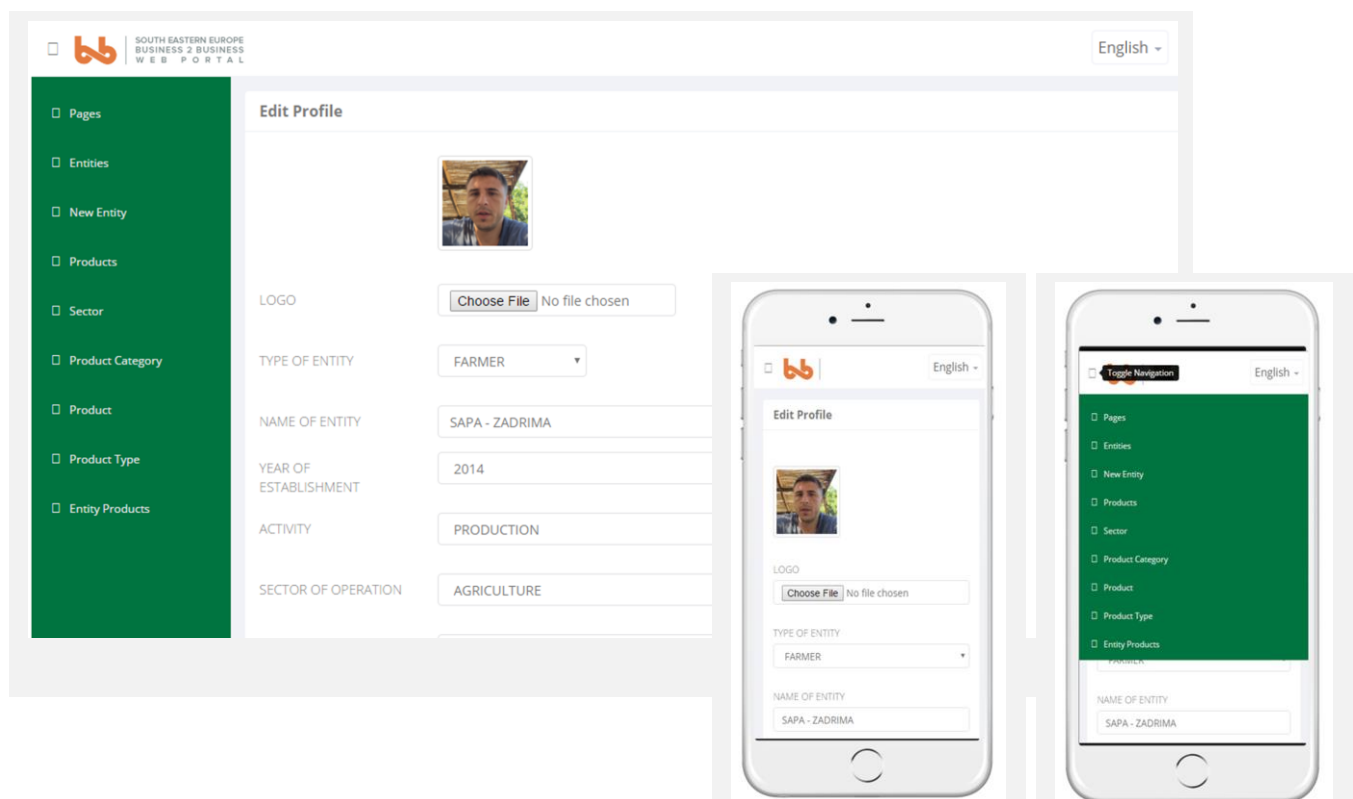 SOUTH EASTERN EUROPE
BUSINESS 2 BUSINESS
WEB PORTAL
English
Pages
Entities
New Entity
Products
Sector
Product Category
Product
Product Type
Entity Products
Edit Profile
LOGO
Choose File No file chosen
TYPE OF ENTITY
FARMER
NAME OF ENTITY
SAPA - ZADRIMA
YEAR OF
ESTABLISHMENT
2014
ACTIVITY
PRODUCTION
SECTOR OF OPERATION
AGRICULTURE
English
Edit Profile
LOGO
Choose File No file chosen
TYPE OF ENTITY
FARMER
NAME OF ENTITY
SAPA - ZADRIMA
Toggle Navigation
English
Pages
Entities
New Entity
Products
Sector
Product Category
Product
Product Type
Entity Products
FARMER
NAME OF ENTITY
SAPA - ZADRIMA